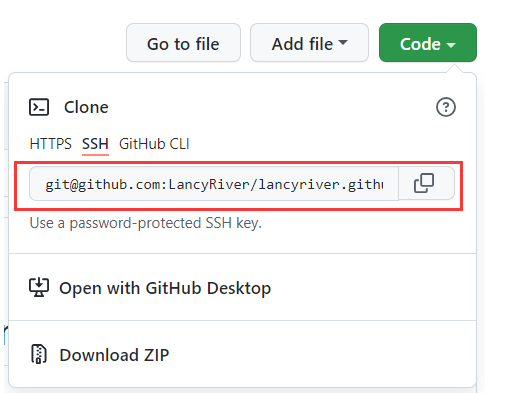 Go to file Add file Code
Clone
HTTPS SSH GitHub CLI
git@github.com:LancyRiver/lancyriver.githu
Use a password-protected SSH key.
Open with GitHub Desktop
Download ZIP